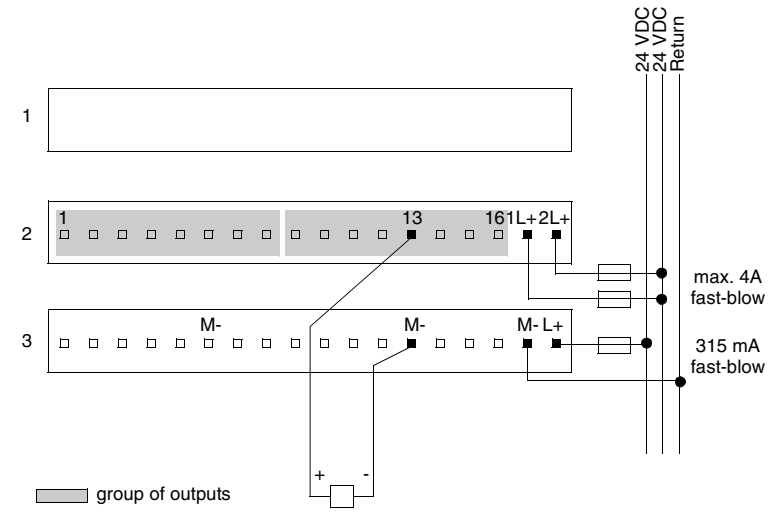 24 VDC
24 VDC
Return
1
1 13 16 1L+ 2L+
2
max. 4A
fast-blow
M- M- M- L+
3
315 mA
fast-blow
+ -
group of outputs